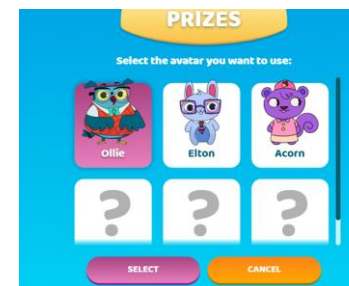 PRIZES
Select the avatar you want to use:
Ollie Elton Acorn
? ? ?
SELECT CANCEL